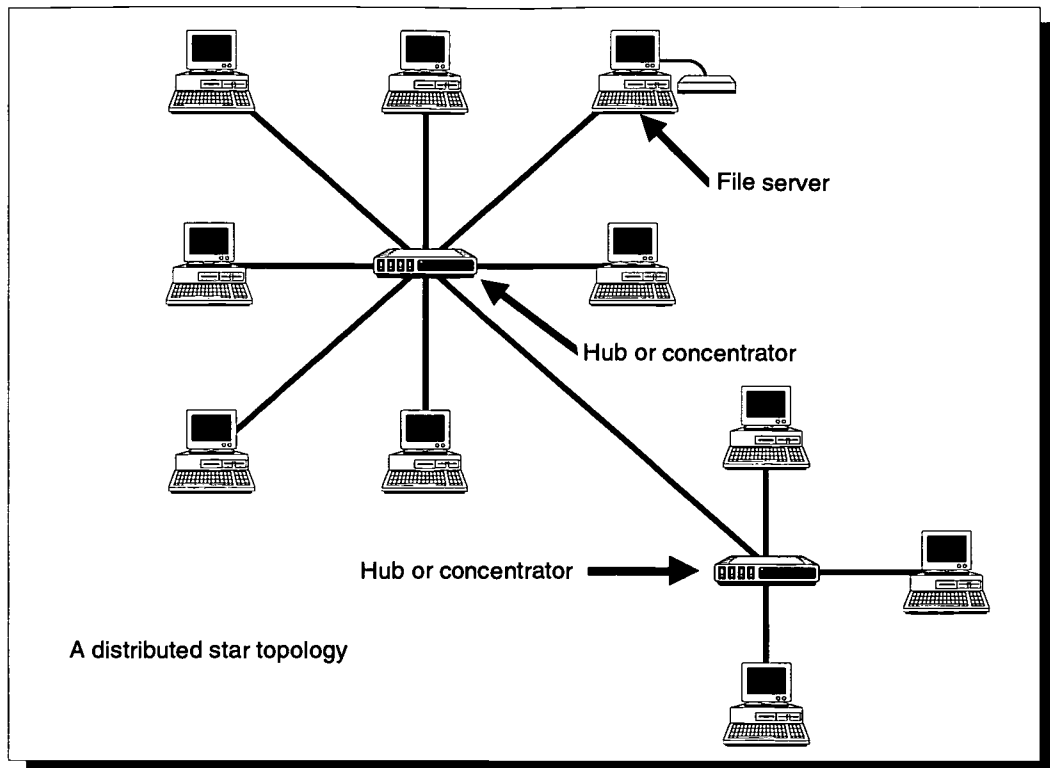 File server
Hub or concentrator
Hub or concentrator
A distributed star topology